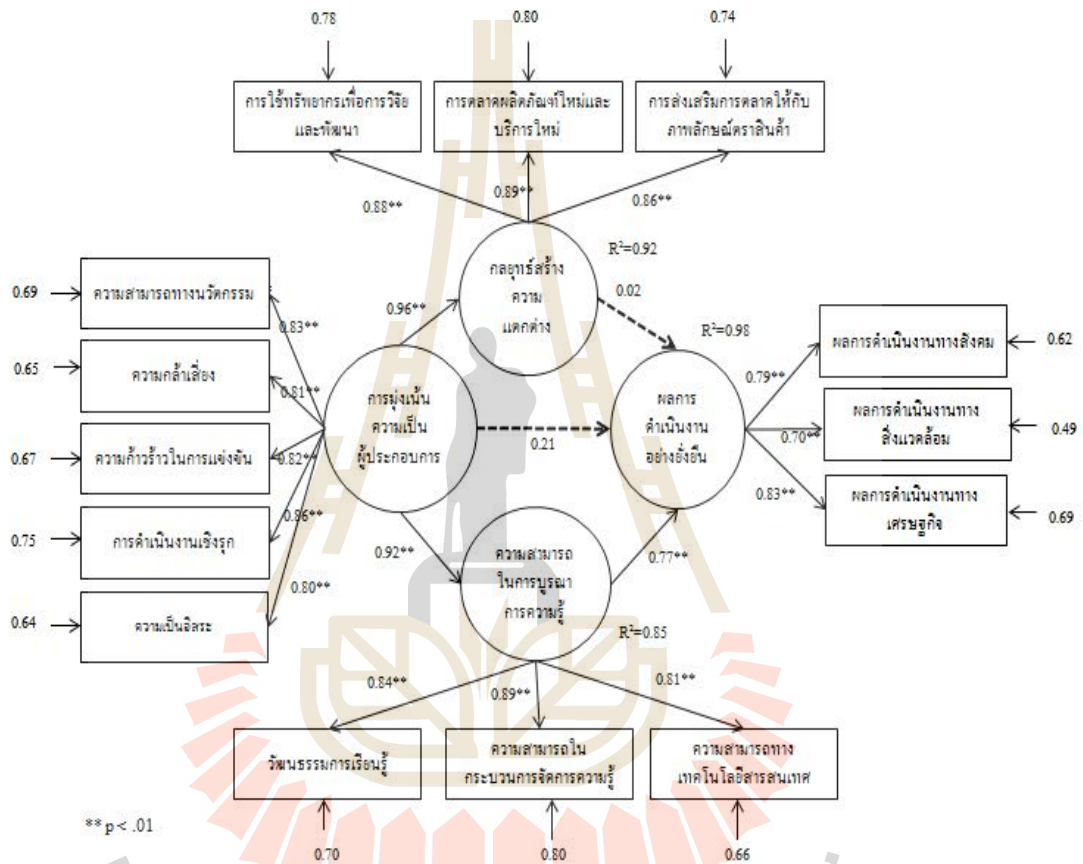 0.78
0.80
0.74
การใช้ทรัพยากรเพื่อการวิจัย
และพัฒนา
การตลาดผลิตภัณฑ์ใหม่และ
บริการใหม่
การส่งเสริมการตลาดให้กับ
ภาพลักษณ์ตราสินค้า
0.88**
0.89**
0.86**
กลยุทธ์สร้าง
ความ
แตกต่าง
R²=0.92
0.02
0.96**
R²=0.98
0.69
ความสามารถทางนวัตกรรม
0.83**
0.65
ความกล้าเสี่ยง
0.81**
0.67
ความก้าวร้าวในการแข่งขัน
0.82**
0.75
การดำเนินงานเชิงรุก
0.86**
0.64
ความเป็นอิสระ
0.80**
การมุ่งเน้น
ความเป็น
ผู้ประกอบการ
0.21
ผลการ
ดำเนินงาน
อย่างยั่งยืน
0.79**
ผลการดำเนินงานทางสังคม
0.62
0.70**
ผลการดำเนินงานทาง
สิ่งแวดล้อม
0.49
0.83**
ผลการดำเนินงานทาง
เศรษฐกิจ
0.69
0.92**
ความสามารถ
ในการบูรณา
การความรู้
0.77**
R²=0.85
0.84**
0.89**
0.81**
วัฒนธรรมการเรียนรู้
ความสามารถใน
กระบวนการจัดการความรู้
ความสามารถทาง
เทคโนโลยีสารสนเทศ
** p < .01
0.70
0.80
0.66